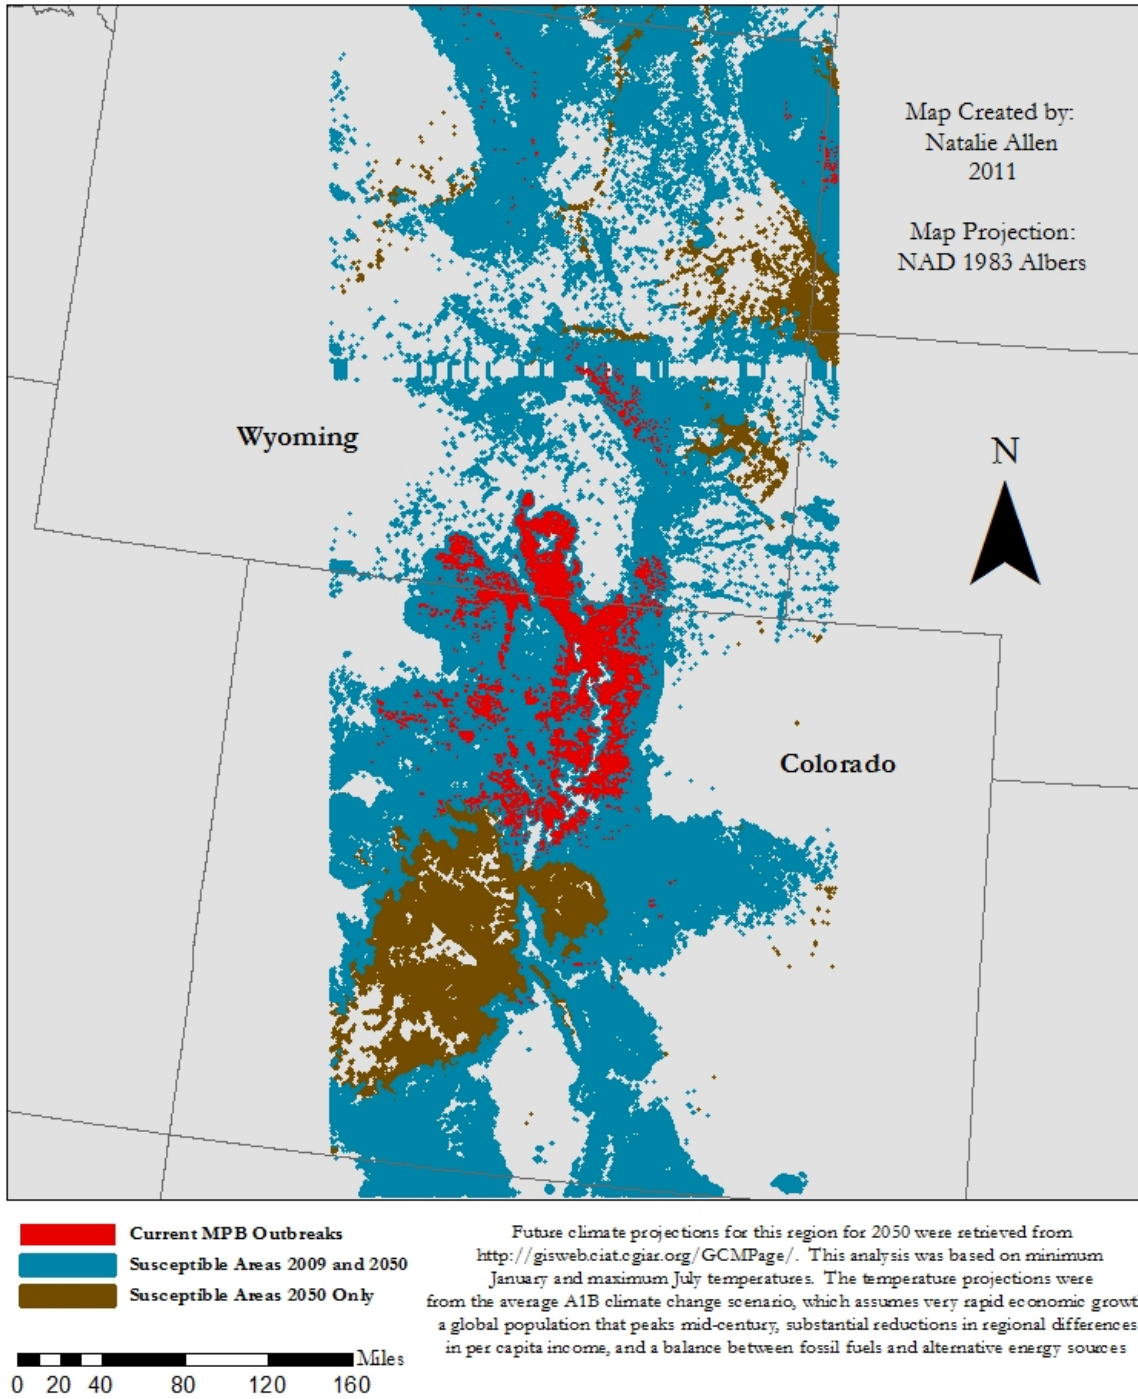 Map Created by:
Natalie Allen
2011
Map Projection:
NAD 1983 Albers
Wyoming
N
Colorado
Current MPB Outbreaks
Susceptible Areas 2009 and 2050
Susceptible Areas 2050 Only
Miles
0 20 40 80 120 160
Future climate projections for this region for 2050 were retrieved from
http://gisweb.ciat.cgiar.org/GCMPage/. This analysis was based on minimum
January and maximum July temperatures. The temperature projections were
from the average A1B climate change scenario, which assumes very rapid economic growt
a global population that peaks mid-century, substantial reductions in regional differences
in per capita income, and a balance between fossil fuels and alternative energy sources